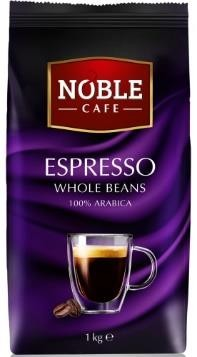 NOBLE
CAFE
ESPRESSO
WHOLE BEANS
100% ARABICA
1 kg ℮